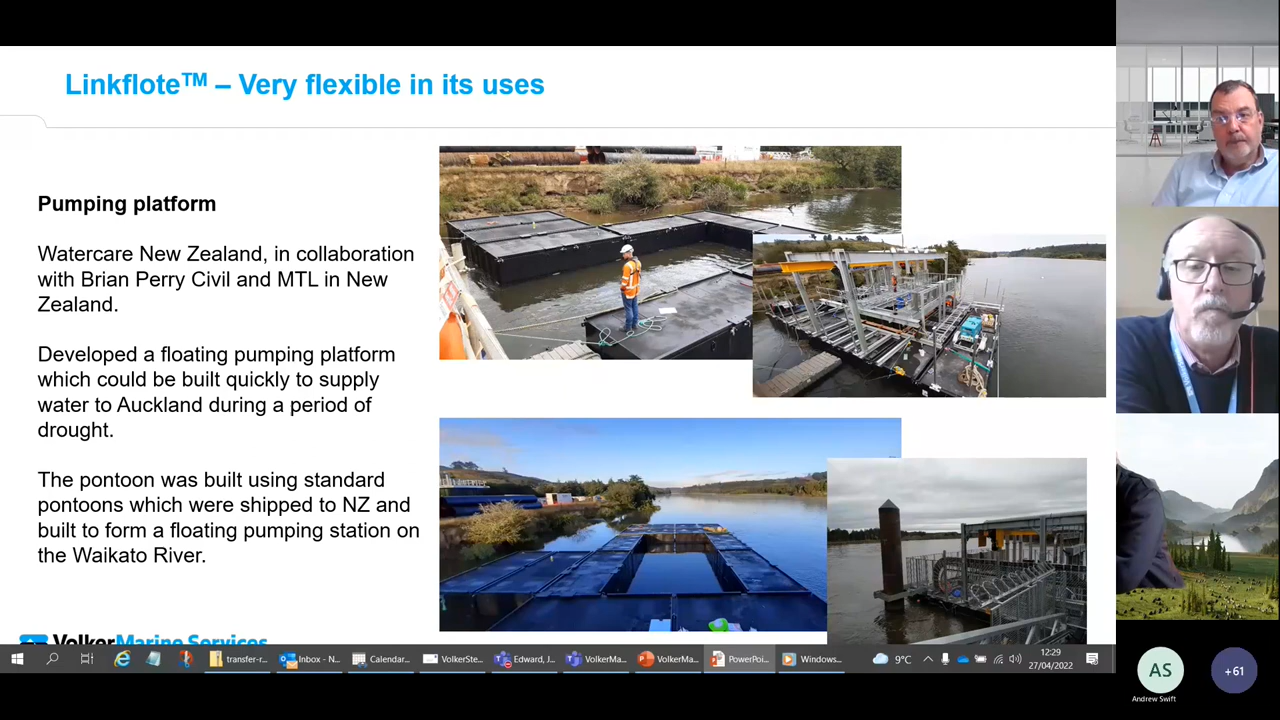 Linkflote™ – Very flexible in its uses
Pumping platform
Watercare New Zealand, in collaboration
with Brian Perry Civil and MTL in New
Zealand.
Developed a floating pumping platform
which could be built quickly to supply
water to Auckland during a period of
drought.
The pontoon was built using standard
pontoons which were shipped to NZ and
built to form a floating pumping station on
the Waikato River.
VolkerMarine Services
transfer-r...
Inbox - N...
Calendar...
VolkerSte...
Edward, J...
VolkerMa...
VolkerMa...
PowerPoi...
Windows...
9°C
12:29
27/04/2022
AS
Andrew Swift
+61